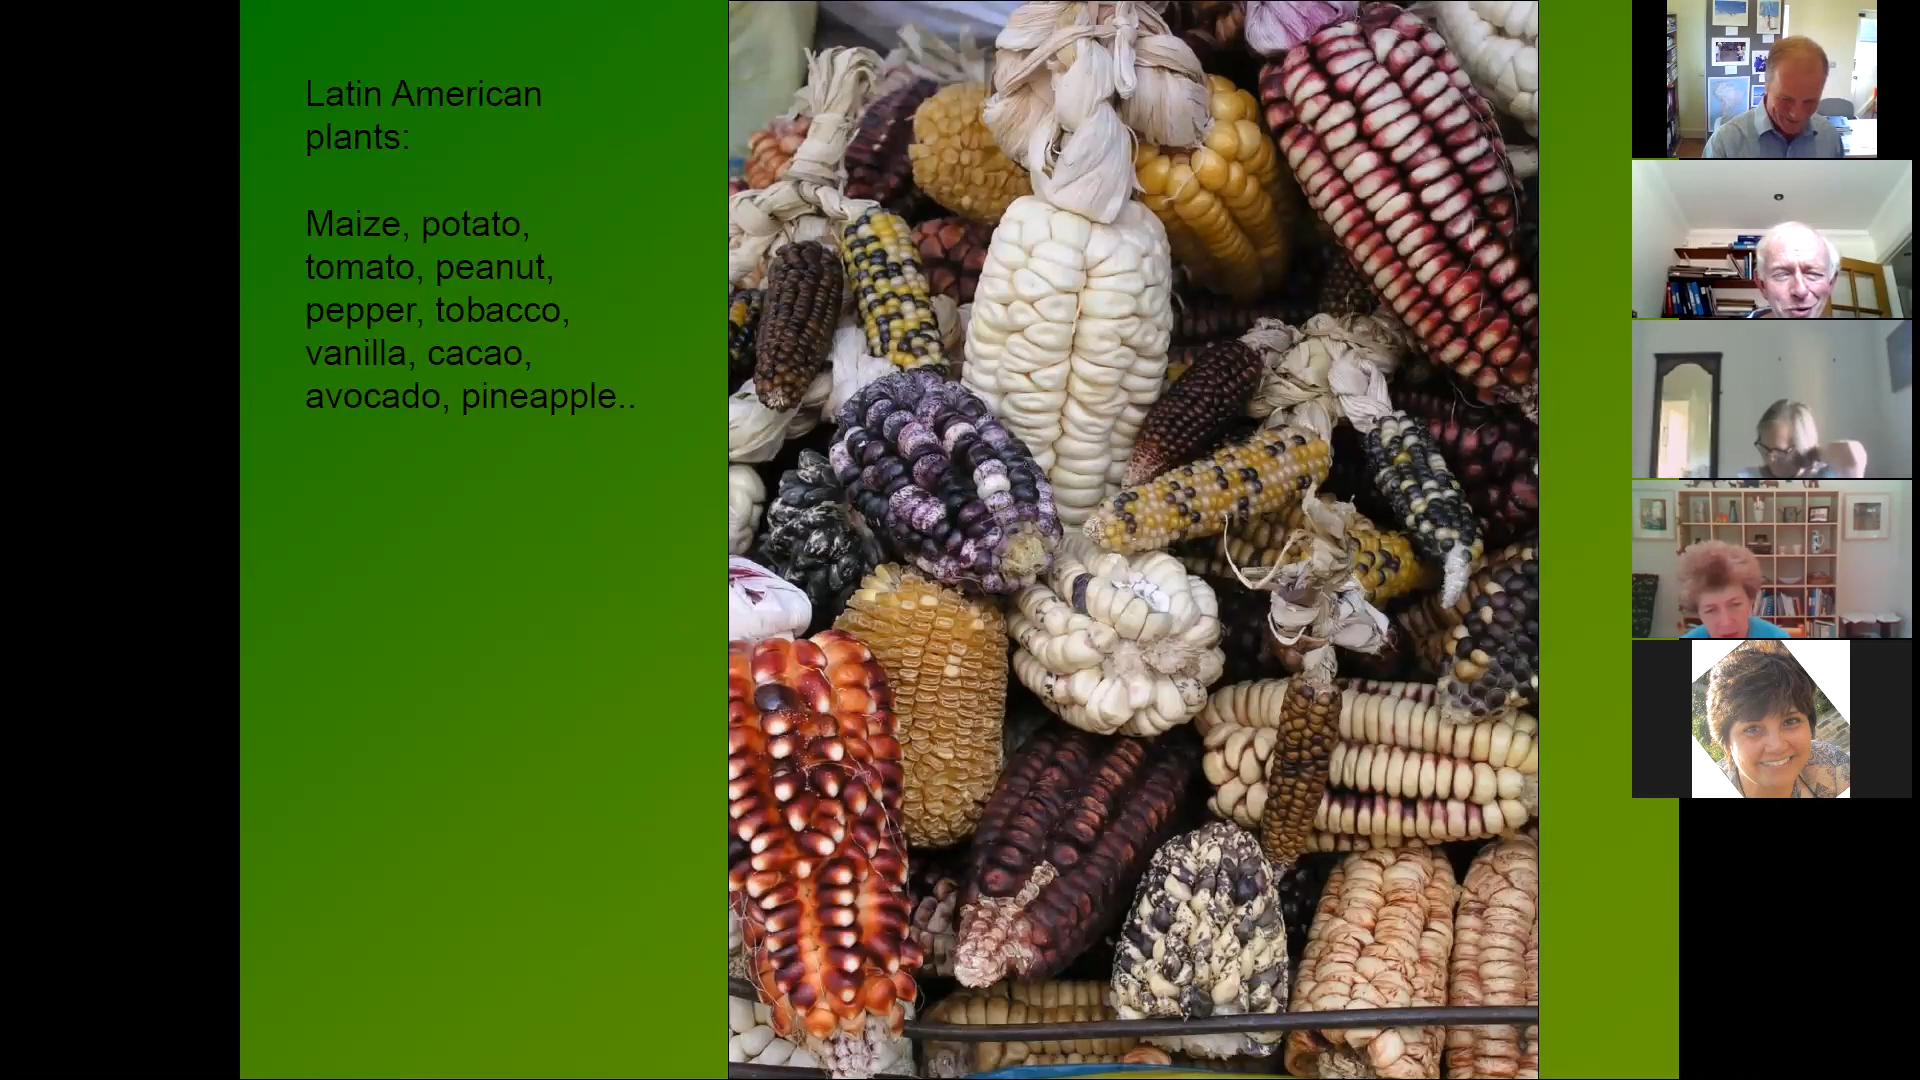 Latin American
plants:
Maize, potato,
tomato, peanut,
pepper, tobacco,
vanilla, cacao,
avocado, pineapple..